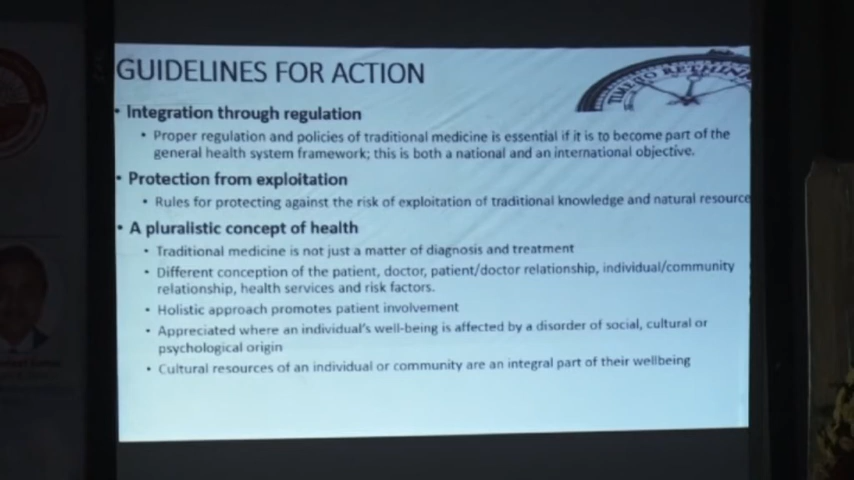 GUIDELINES FOR ACTION
TIME TO RETHIN
• Integration through regulation
• Proper regulation and policies of traditional medicine is essential if it is to become part of the
general health system framework; this is both a national and an international objective.
• Protection from exploitation
• Rules for protecting against the risk of exploitation of traditional knowledge and natural resource
• A pluralistic concept of health
• Traditional medicine is not just a matter of diagnosis and treatment
• Different conception of the patient, doctor, patient/doctor relationship, individual/community
relationship, health services and risk factors.
• Holistic approach promotes patient involvement
• Appreciated where an individual's well-being is affected by a disorder of social, cultural or
psychological origin
• Cultural resources of an individual or community are an integral part of their wellbeing